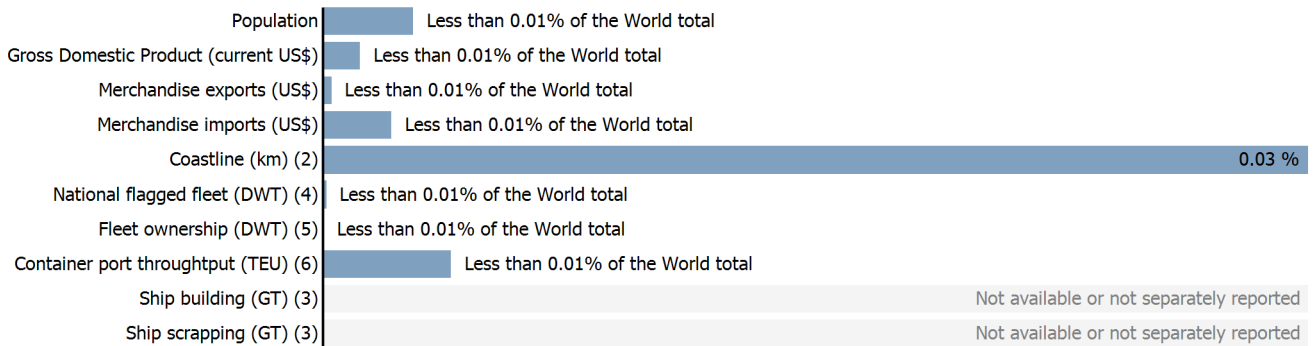 Population Less than 0.01% of the World total
Gross Domestic Product (current US$) Less than 0.01% of the World total
Merchandise exports (US$) Less than 0.01% of the World total
Merchandise imports (US$) Less than 0.01% of the World total
Coastline (km) (2) 0.03 %
National flagged fleet (DWT) (4) Less than 0.01% of the World total
Fleet ownership (DWT) (5) Less than 0.01% of the World total
Container port throughtput (TEU) (6) Less than 0.01% of the World total
Ship building (GT) (3) Not available or not separately reported
Ship scrapping (GT) (3) Not available or not separately reported